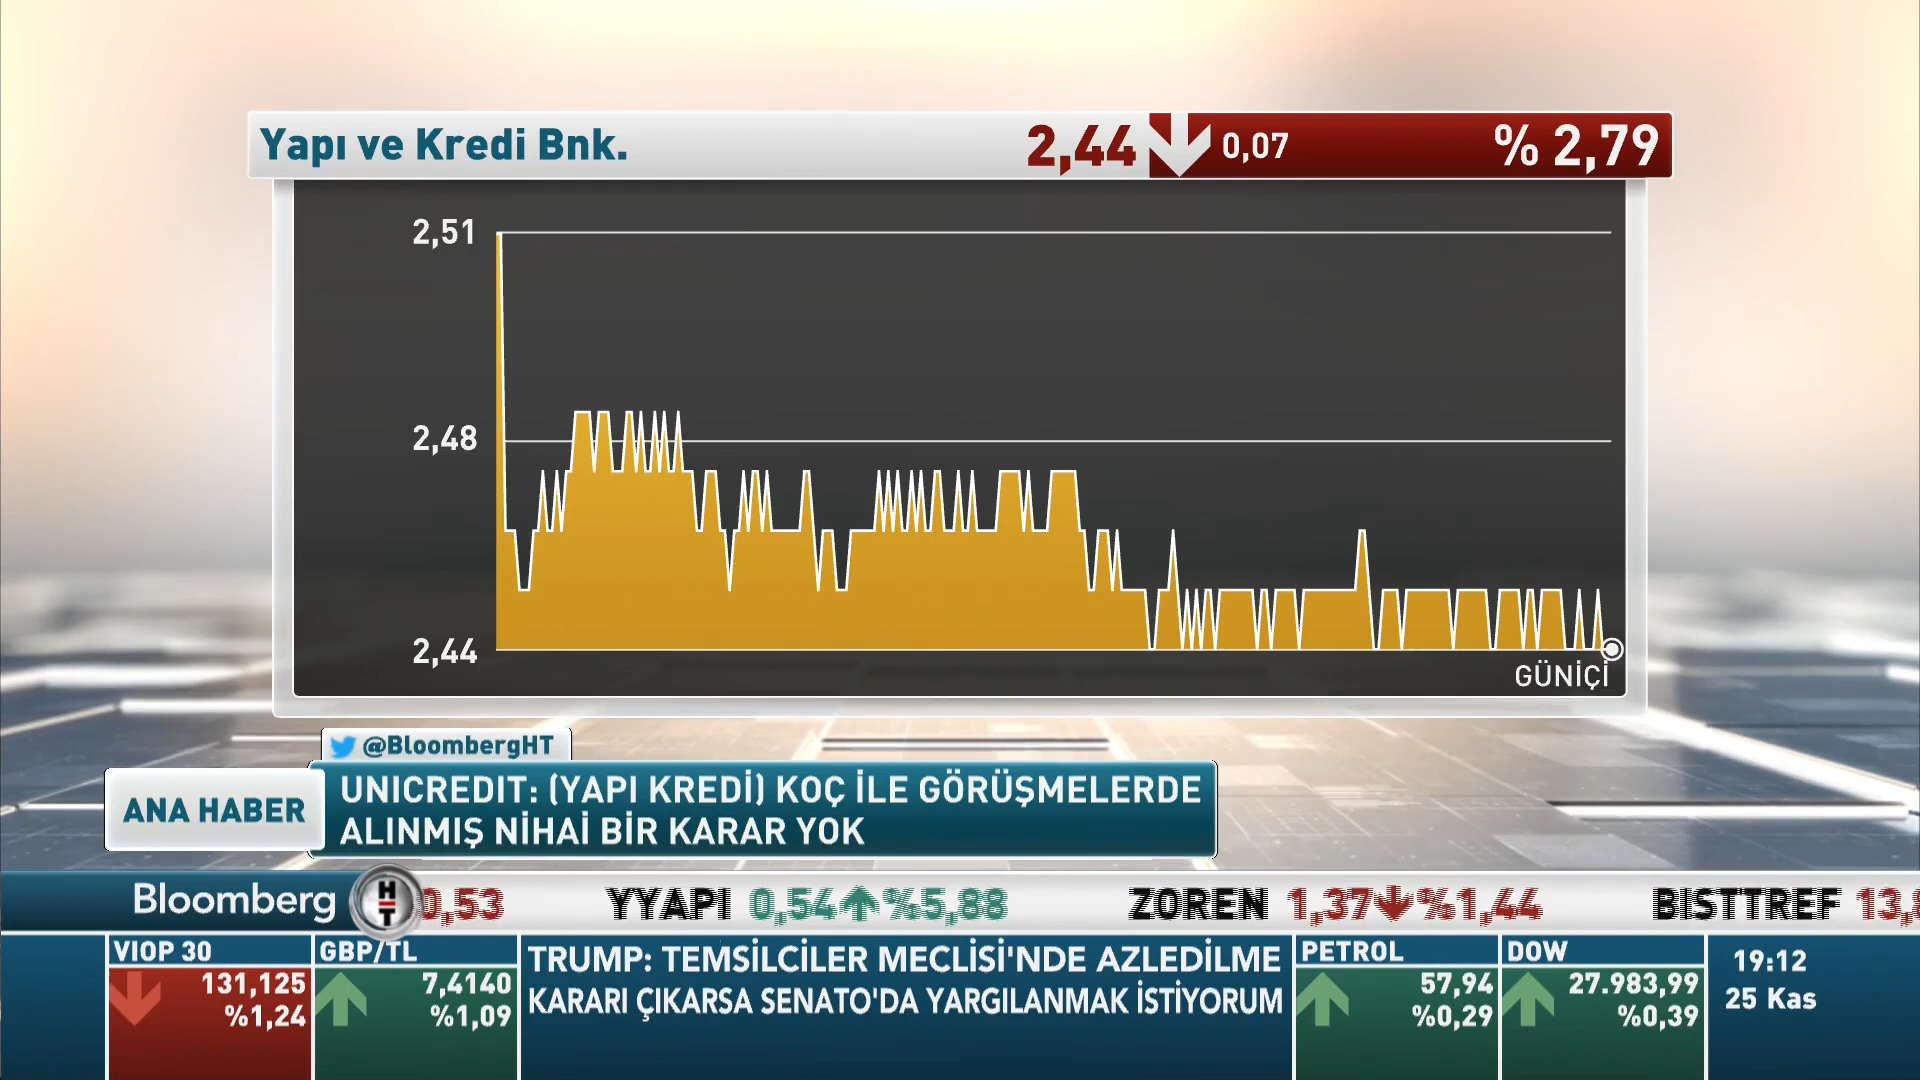 Yapı ve Kredi Bnk. 2,44 0,07 % 2,79
2,51
2,48
2,44
GÜNİÇİ
@BloombergHT
ANA HABER
UNICREDIT: (YAPI KREDİ) KOÇ İLE GÖRÜŞMELERDE
ALINMIŞ NİHAİ BİR KARAR YOK
Bloomberg HT
0,53 YYAPI 0,54 %5,88 ZOREN 1,37 %1,44 BISTTREF
VIOP 30
131,125
%1,24
GBP/TL
7,4140
%1,09
TRUMP: TEMSİLCİLER MECLİSİ'NDE AZLEDİLME
KARARI ÇIKARSA SENATO'DA YARGILANMAK İSTİYORUM
PETROL
57,94
%0,29
DOW
27.983,99
%0,39
19:12
25 Kas